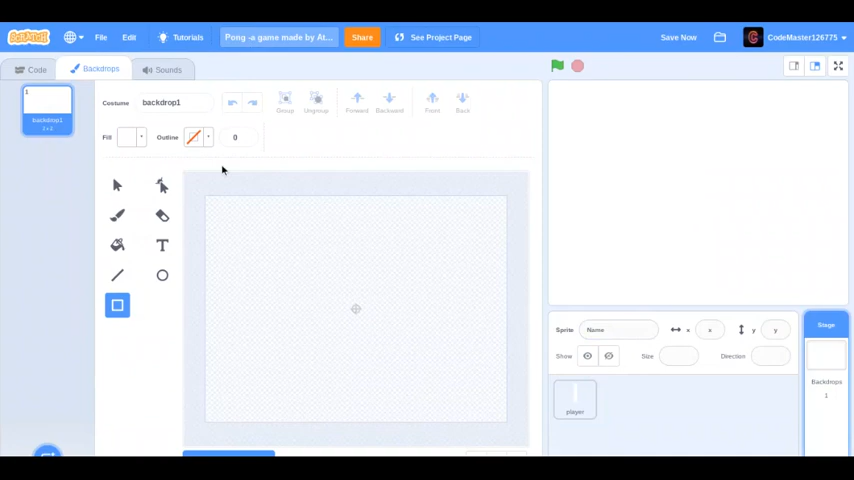 SCRATCH File Edit Tutorials Pong -a game made by At... Share See Project Page Save Now CodeMaster126775
Code Backdrops Sounds
1
backdrop1
2 x 2
Costume backdrop1 Group Ungroup Forward Backward Front Back
Fill Outline 0
T
Sprite Name x x y y
Show Size Direction
player
Stage
Backdrops
1